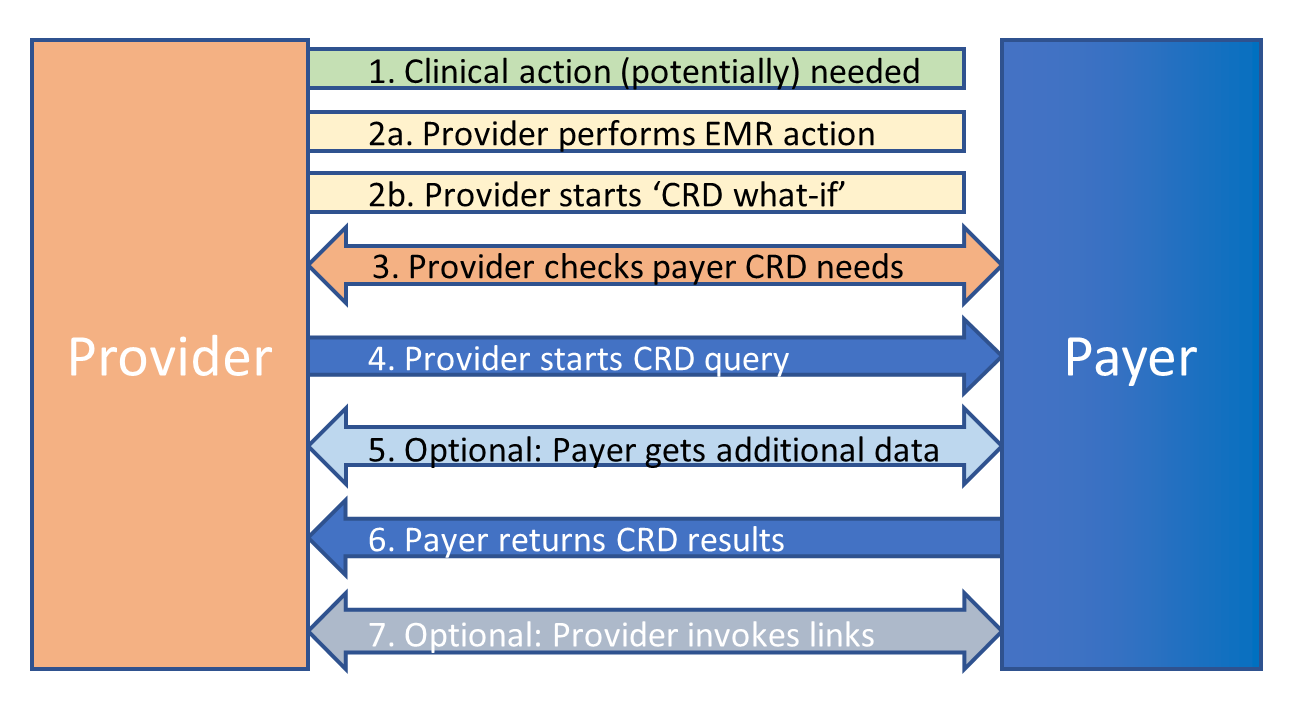 1. Clinical action (potentially) needed
2a. Provider performs EMR action
2b. Provider starts ‘CRD what-if’
3. Provider checks payer CRD needs
Provider
4. Provider starts CRD query
Payer
5. Optional: Payer gets additional data
6. Payer returns CRD results
7. Optional: Provider invokes links